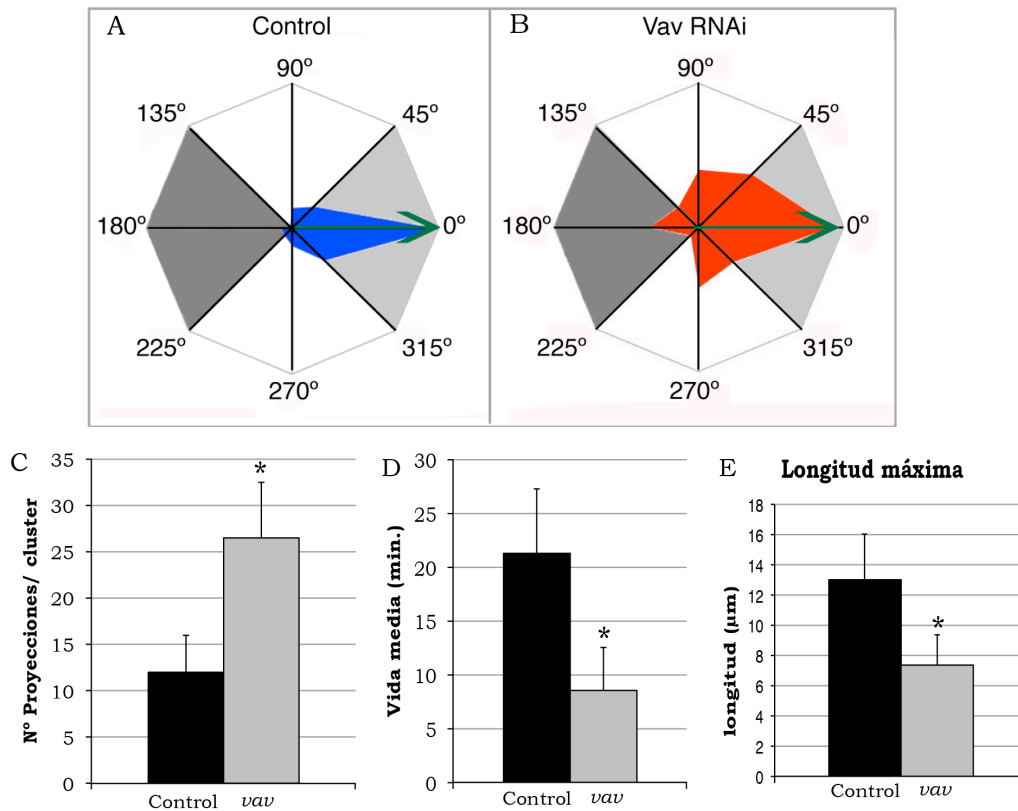 A Control
90º
135º 45º
180º 0º
225º 315º
270º
B Vav RNAi
90º
135º 45º
180º 0º
225º 315º
270º
C
Nº Proyecciones/ cluster
35
30
25
20
15
10
5
0
*
Control vav
D
Vida media (min.)
30
25
20
15
10
5
0
*
Control vav
E Longitud máxima
longitud (µm)
18
16
14
12
10
8
6
4
2
0
*
Control vav